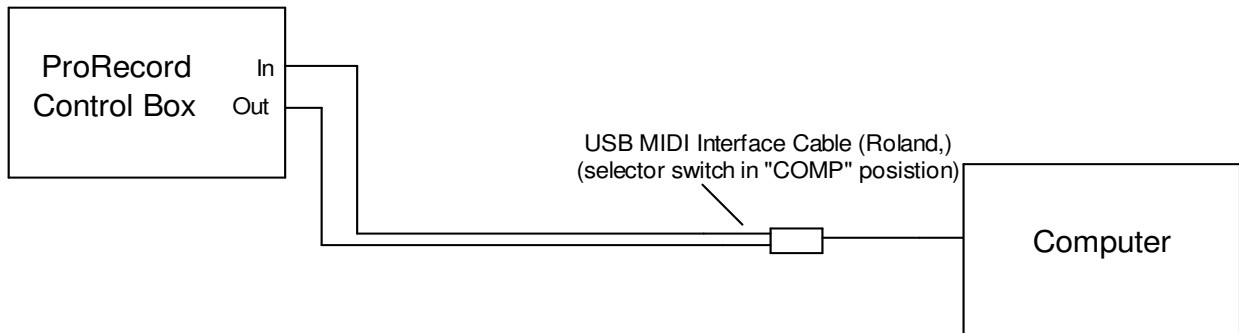 ProRecord
Control Box
In
Out
USB MIDI Interface Cable (Roland,)
(selector switch in "COMP" posistion)
Computer